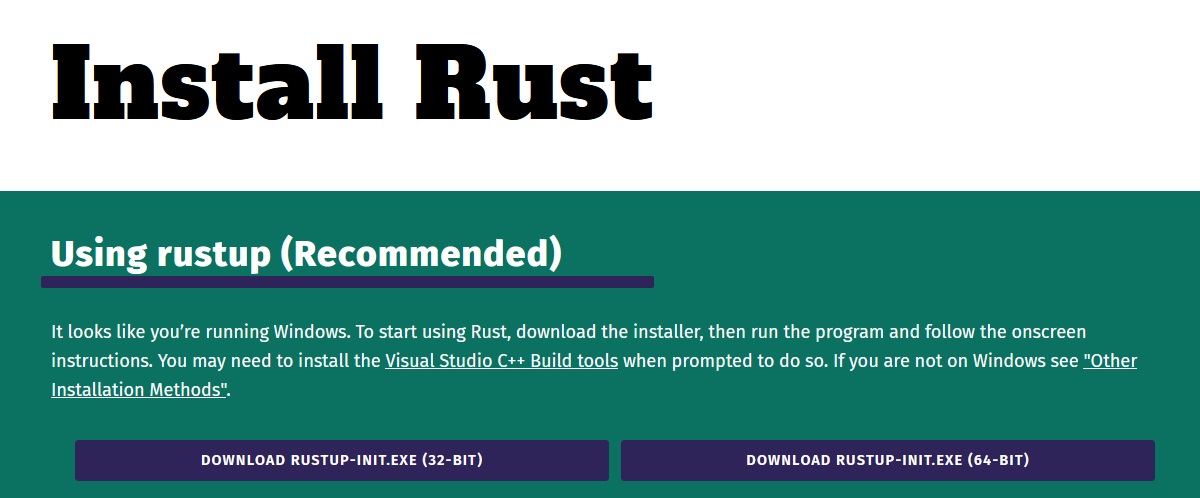 Install Rust
Using rustup (Recommended)
It looks like you’re running Windows. To start using Rust, download the installer, then run the program and follow the onscreen
instructions. You may need to install the Visual Studio C++ Build tools when prompted to do so. If you are not on Windows see "Other
Installation Methods".
DOWNLOAD RUSTUP-INIT.EXE (32-BIT)
DOWNLOAD RUSTUP-INIT.EXE (64-BIT)